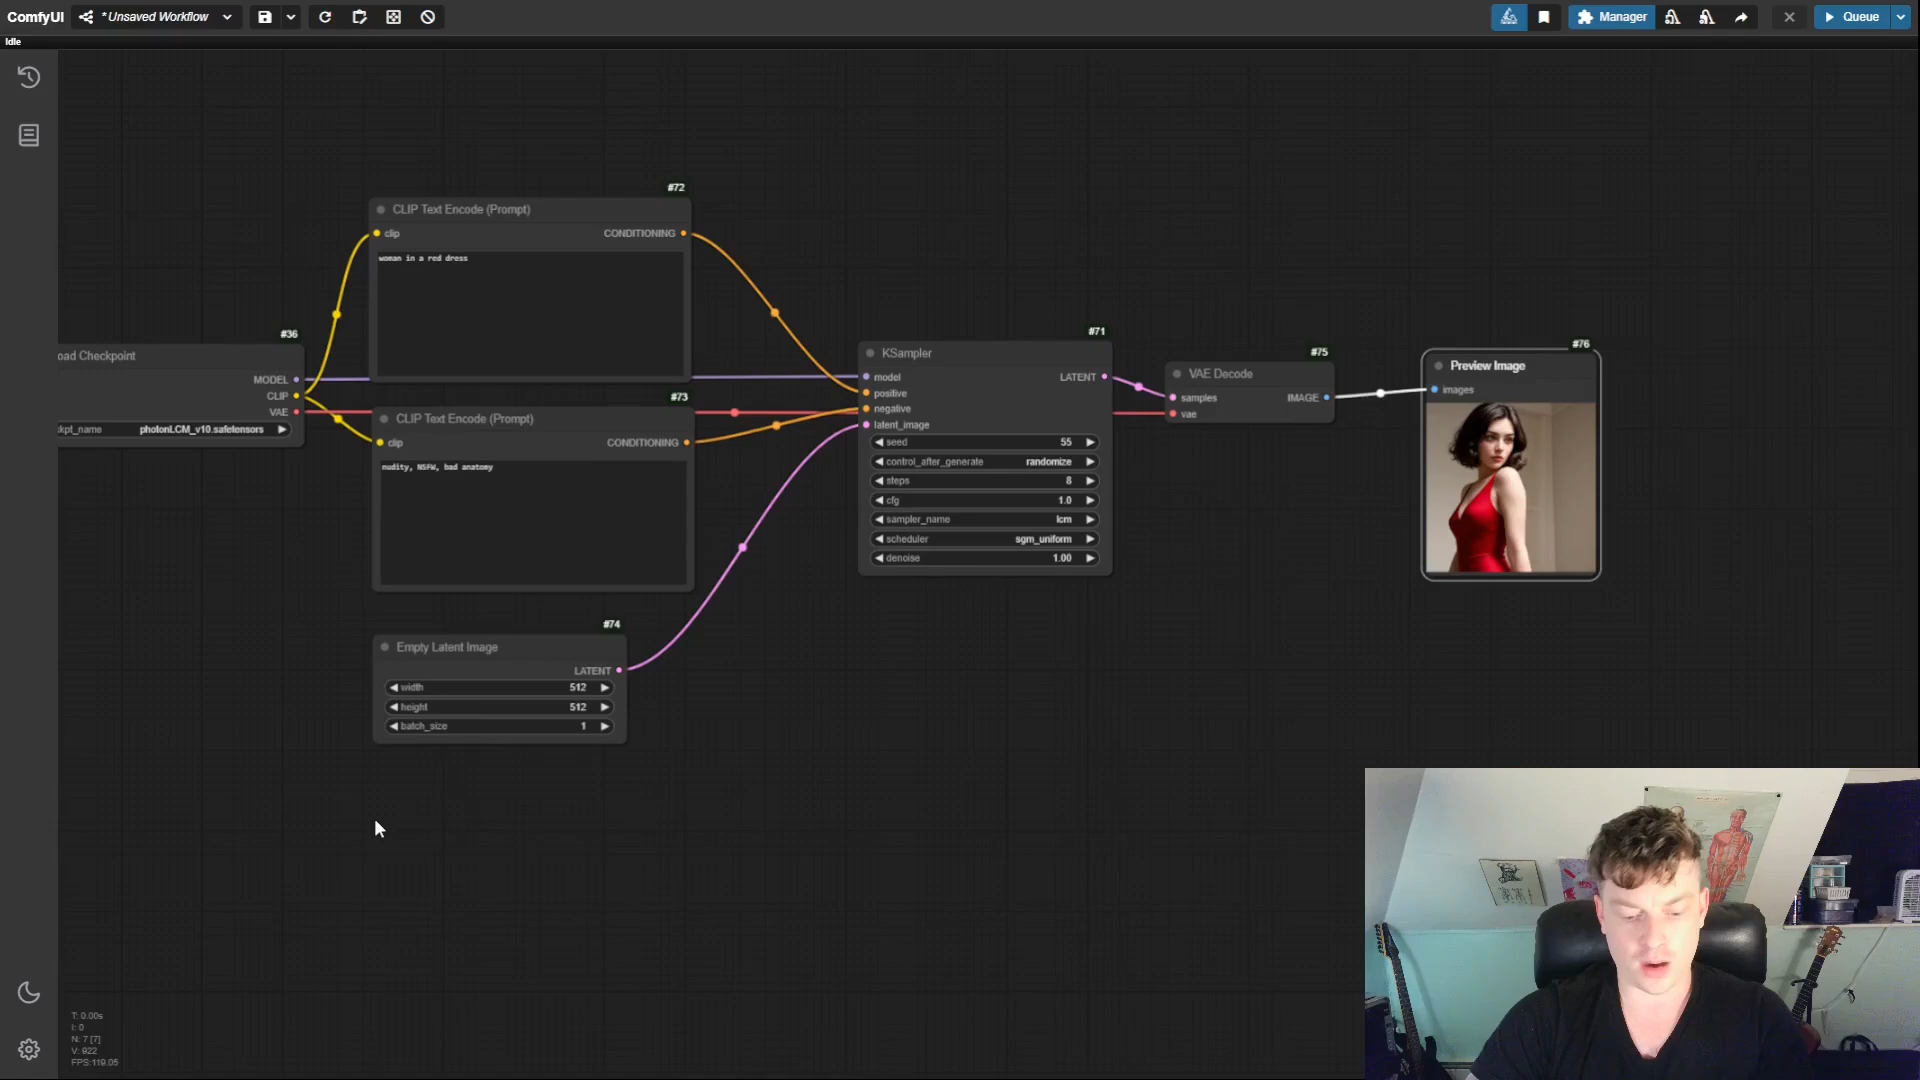 ComfyUI
*Unsaved Workflow
Manager
Queue
Idle
#72
CLIP Text Encode (Prompt)
clip
CONDITIONING
woman in a red dress
#36
oad Checkpoint
MODEL
CLIP
VAE
ckpt_name photonLCM_v10.safetensors
#73
CLIP Text Encode (Prompt)
clip
CONDITIONING
nudity, NSFW, bad anatomy
#74
Empty Latent Image
LATENT
width 512
height 512
batch_size 1
#71
KSampler
model
LATENT
positive
negative
latent_image
seed 55
control_after_generate randomize
steps 8
cfg 1.0
sampler_name lcm
scheduler sgm_uniform
denoise 1.00
#75
VAE Decode
samples
IMAGE
vae
#76
Preview Image
images
T: 0.00s
I: 0
N: 7 [7]
V: 922
FPS:119.05